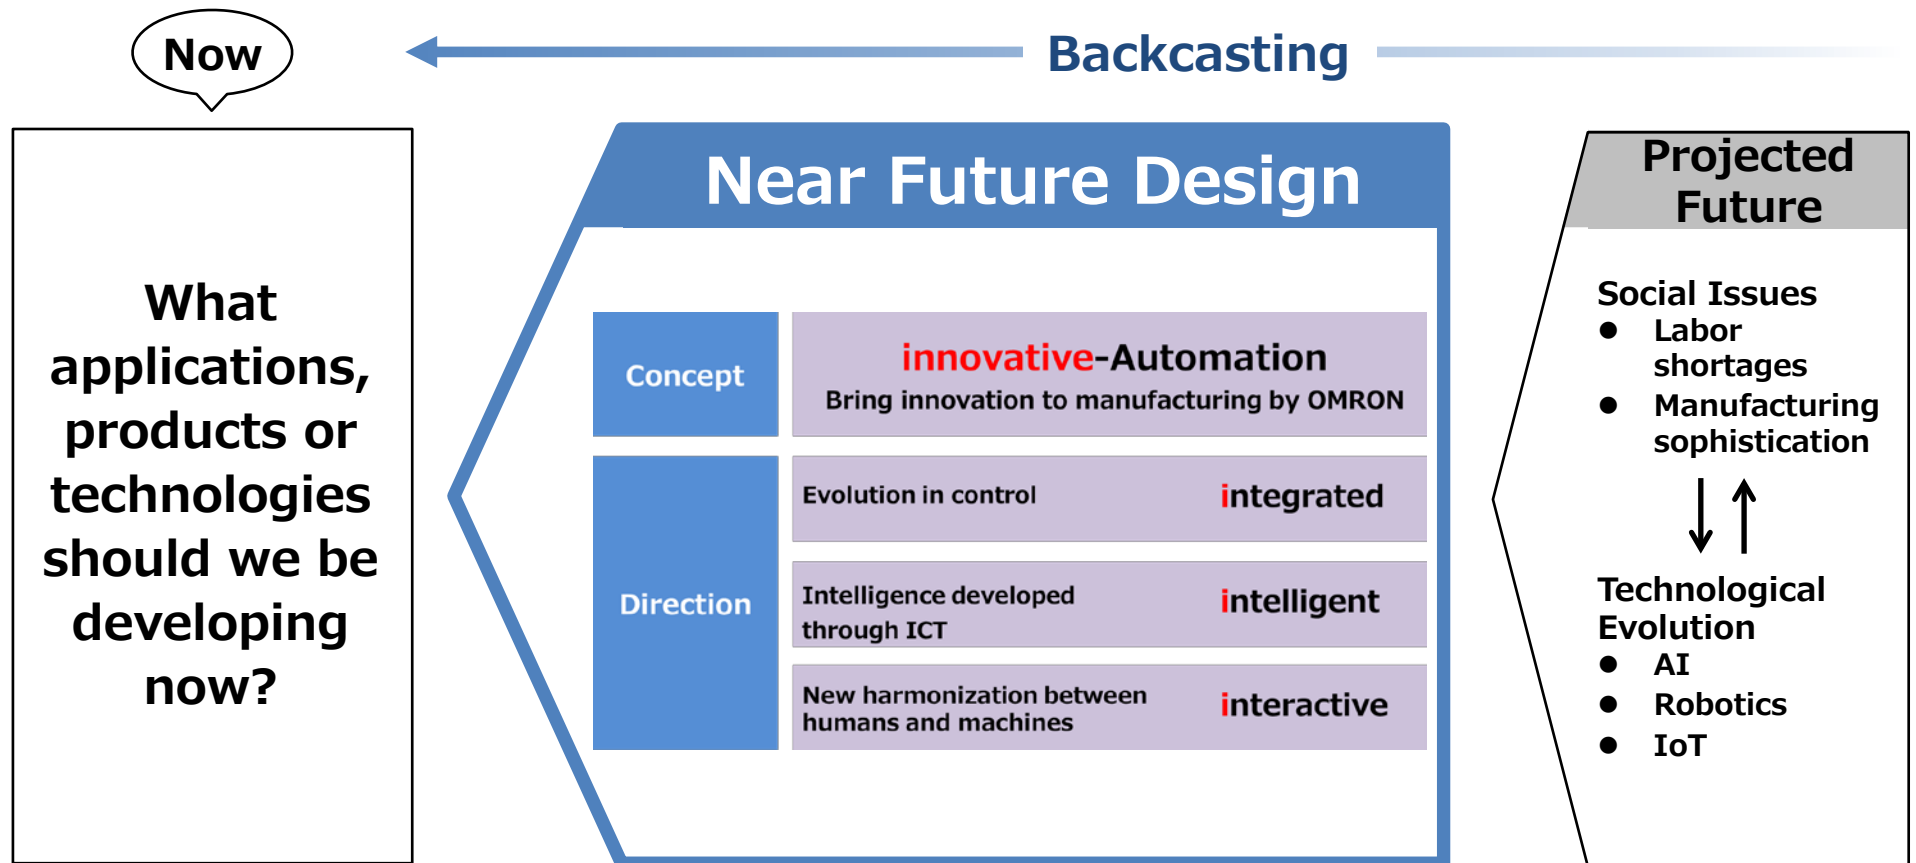 Now
Backcasting
What
applications,
products or
technologies
should we be
developing
now?
Near Future Design
Concept
innovative-Automation
Bring innovation to manufacturing by OMRON
Direction
Evolution in control
integrated
Intelligence developed
through ICT
intelligent
New harmonization between
humans and machines
interactive
Projected
Future
Social Issues
● Labor
shortages
● Manufacturing
sophistication
Technological
Evolution
● AI
● Robotics
● IoT